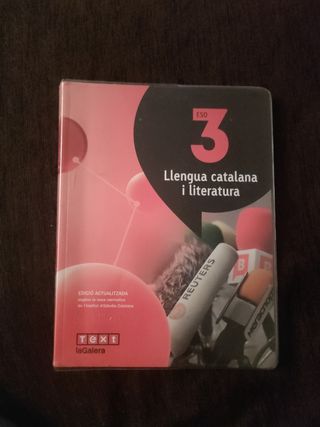 ESO
3
Llengua catalana
i literatura
REUTERS
EDICIÓ ACTUALITZADA
segons la nova normativa
de l'Institut d'Estudis Catalans
Text
laGalera